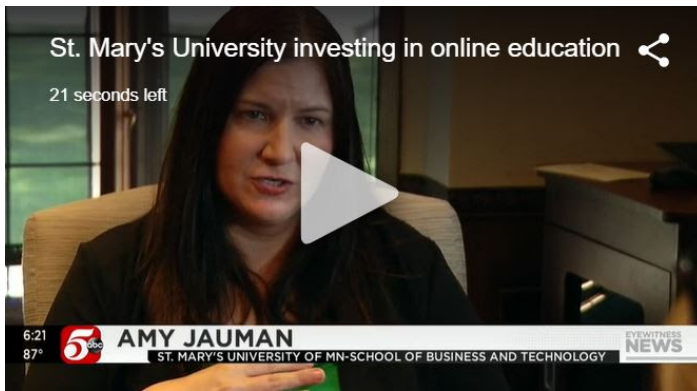 St. Mary's University investing in online education
21 seconds left
6:21
87°
5 abc
AMY JAUMAN
ST. MARY'S UNIVERSITY OF MN-SCHOOL OF BUSINESS AND TECHNOLOGY
EYEWITNESS
NEWS